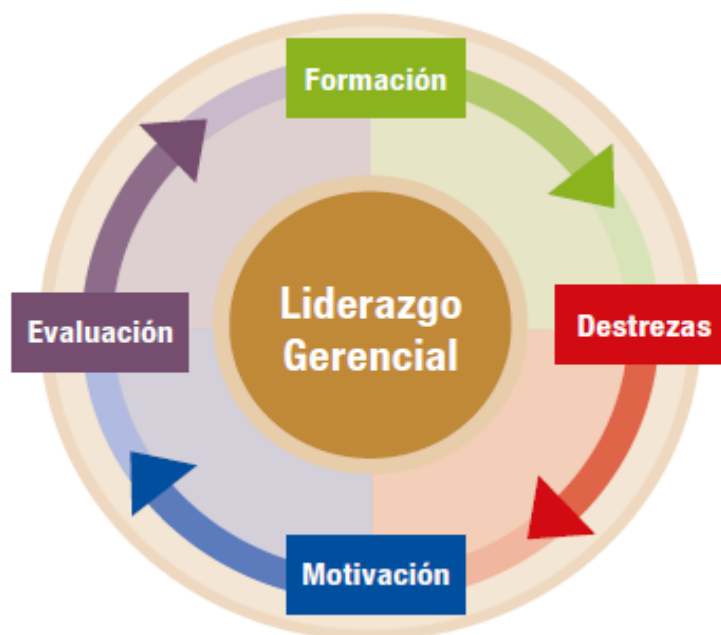 Formación
Liderazgo
Gerencial
Evaluación
Destrezas
Motivación